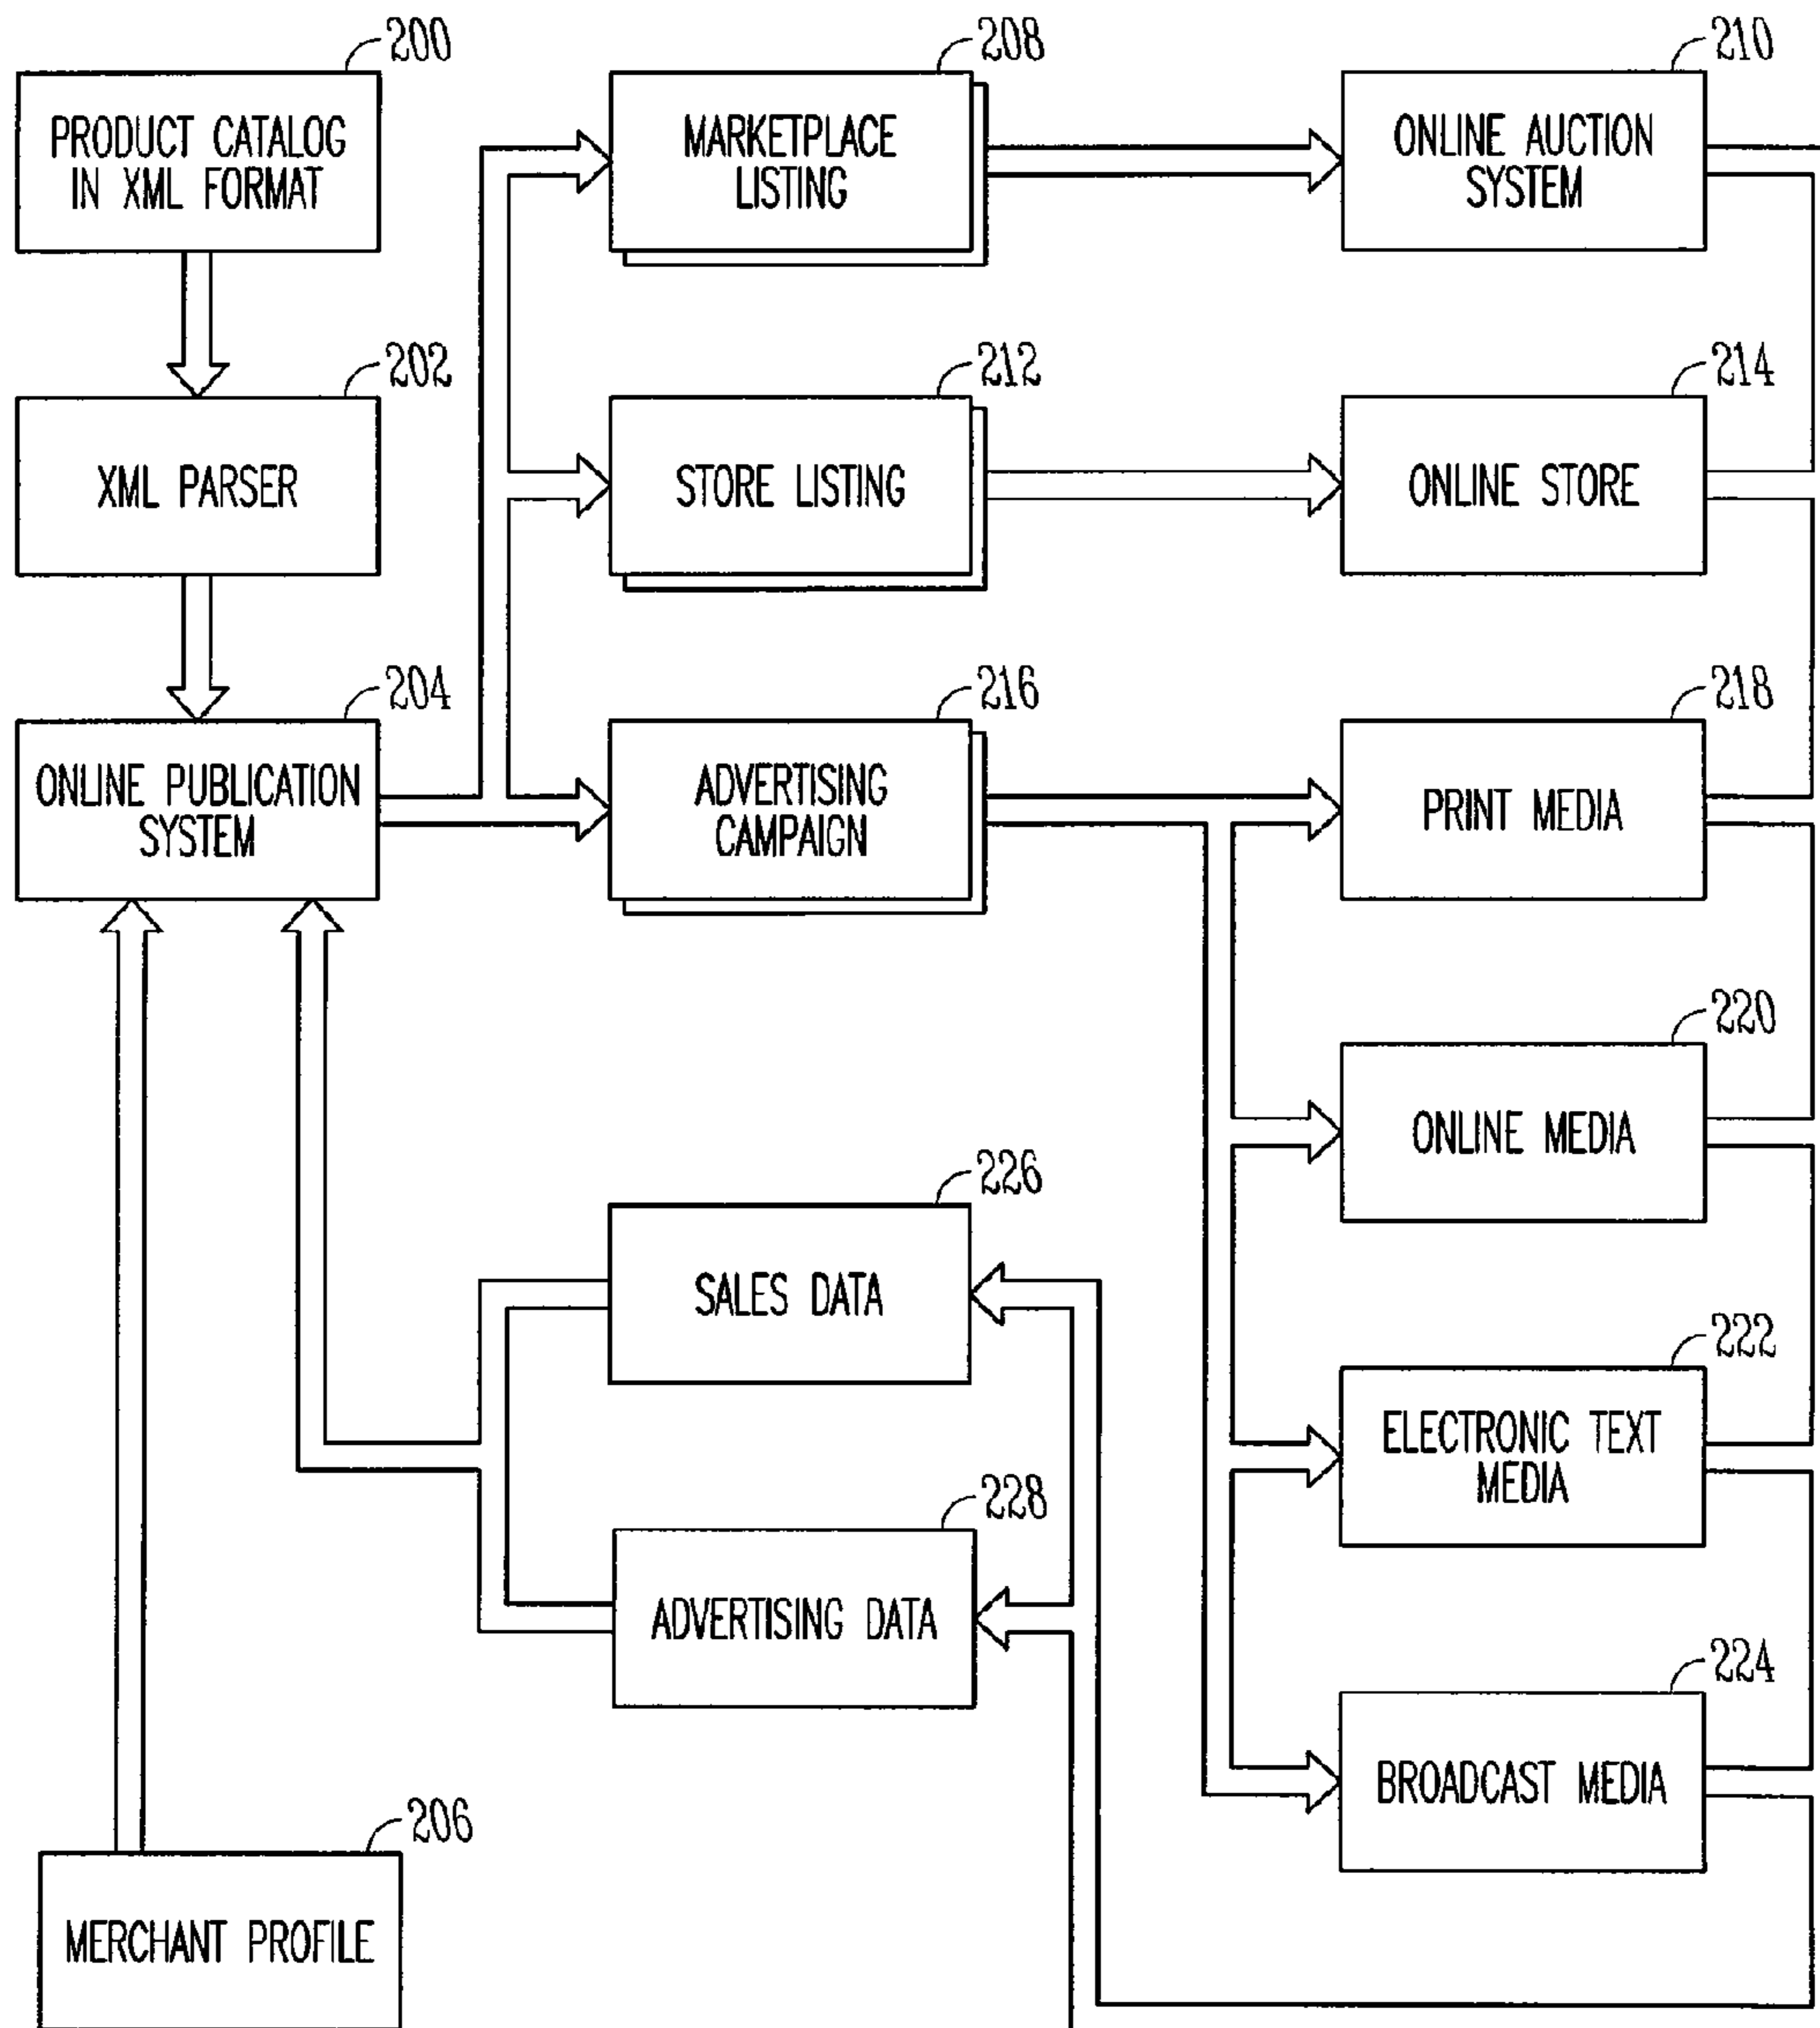 200
PRODUCT CATALOG
IN XML FORMAT
208
MARKETPLACE
LISTING
210
ONLINE AUCTION
SYSTEM
202
XML PARSER
212
STORE LISTING
214
ONLINE STORE
204
ONLINE PUBLICATION
SYSTEM
216
ADVERTISING
CAMPAIGN
218
PRINT MEDIA
220
ONLINE MEDIA
226
SALES DATA
222
ELECTRONIC TEXT
MEDIA
228
ADVERTISING DATA
224
BROADCAST MEDIA
206
MERCHANT PROFILE